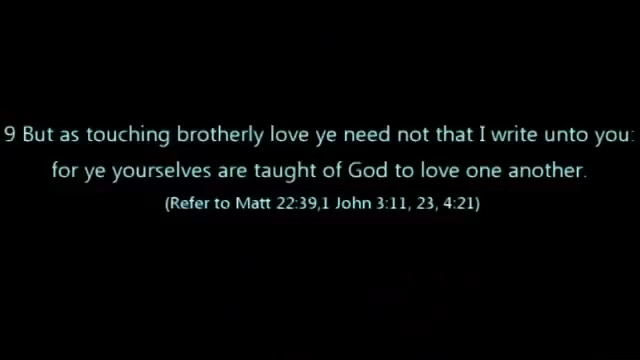 9 But as touching brotherly love ye need not that I write unto you:
for ye yourselves are taught of God to love one another.
(Refer to Matt 22:39,1 John 3:11, 23, 4:21)